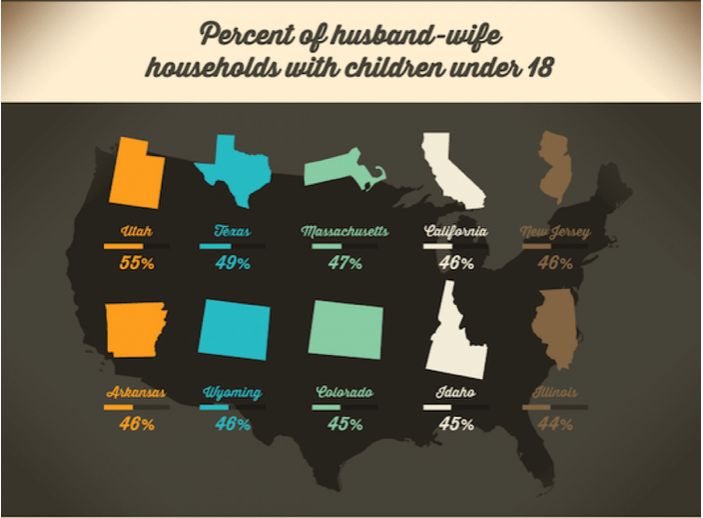 Percent of husband-wife
households with children under 18
Utah
55%
Texas
49%
Massachusetts
47%
California
46%
New Jersey
46%
Arkansas
46%
Wyoming
46%
Colorado
45%
Idaho
45%
Illinois
44%